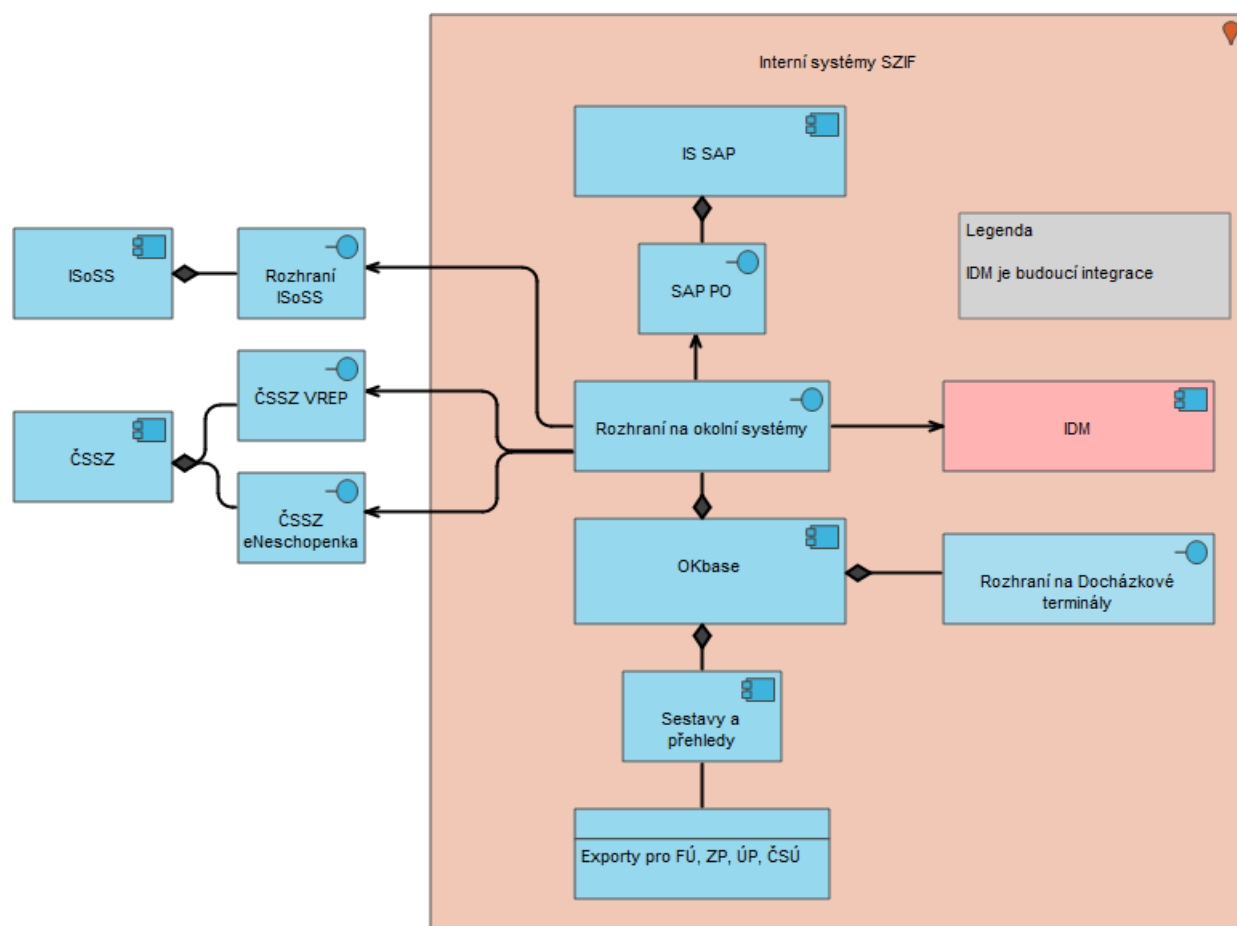 Interní systémy SZIF
IS SAP
Legenda
IDM je budoucí integrace
ISoSS
Rozhraní
ISoSS
SAP PO
ČSSZ VREP
ČSSZ
ČSSZ
eNeschopenka
Rozhraní na okolní systémy
IDM
OKbase
Rozhraní na Docházkové
terminály
Sestavy a
přehledy
Exporty pro FÚ, ZP, ÚP, ČSÚ